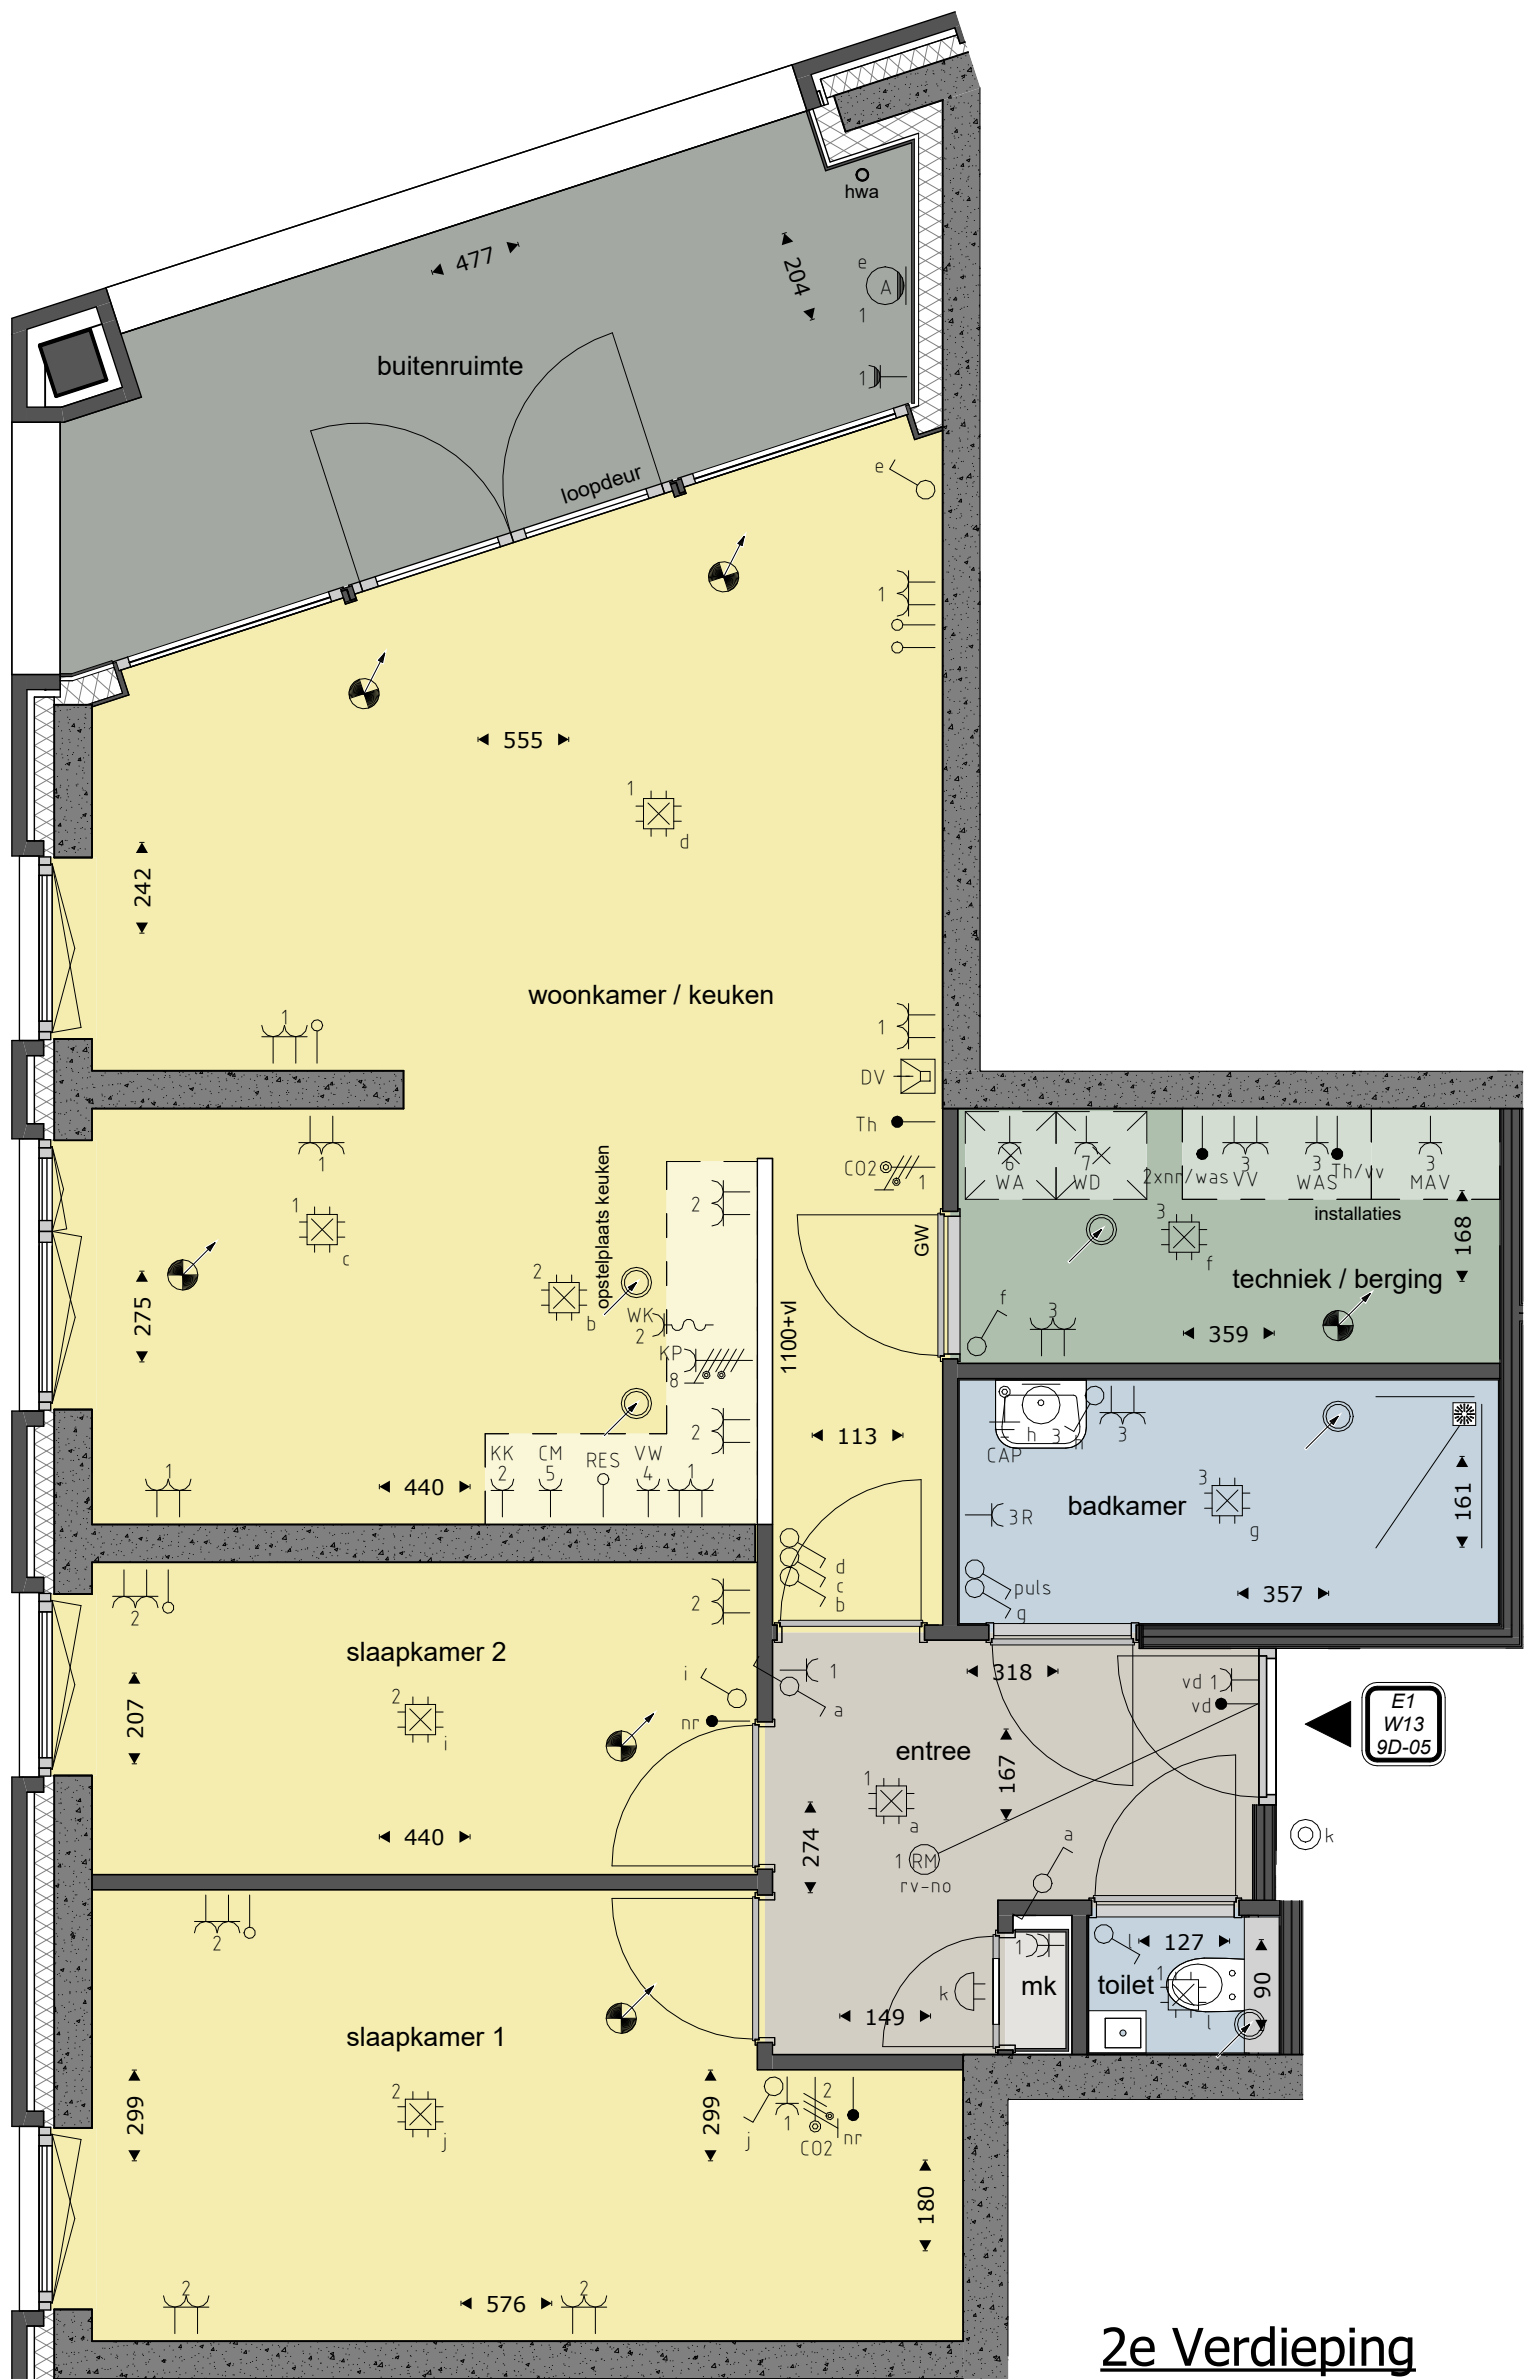 hwa
477
204
e
A
1
buitenruimte
1
loopdeur
e
1
555
1
d
242
woonkamer / keuken
1
1
DV
Th
CO2
1
1
1
c
opstelplaats keuken
2
6
WA
7
WD
2xnr/was
3
VV
3
WAS
Th/vv
3
MAV
installaties
168
GW
3
f
techniek / berging
275
2
b
WK
2
KP
8
1100+vl
f
3
359
2
113
CAP
h
3
h
3
1
440
KK
2
CM
5
RES
VW
4
1
badkamer
3
g
161
3R
d
c
b
puls
g
357
2
2
slaapkamer 2
i
1
a
318
vd 1
vd
E1
W13
9D-05
207
2
i
nr
entree
167
1
a
440
274
1 RM
rv-no
a
k
2
1
127
mk
toilet
1
l
90
k
149
slaapkamer 1
299
2
j
299
j
1
2
CO2
nr
180
2
576
2
2e Verdieping